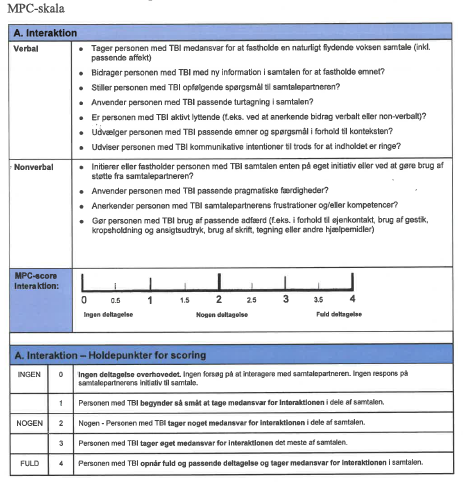 MPC-skala
A. Interaktion
Verbal
• Tager personen med TBI medansvar for at fastholde en naturligt flydende voksen samtale (inkl.
passende affekt)
• Bidrager personen med TBI med ny information i samtalen for at fastholde emnet?
• Stiller personen med TBI opfølgende spørgsmål til samtalepartneren?
• Anvender personen med TBI passende turtagning i samtalen?
• Er personen med TBI aktivt lyttende (f.eks. ved at anerkende bidrag verbalt eller non-verbalt)?
• Udvælger personen med TBI passende emner og spørgsmål i forhold til konteksten?
• Udviser personen med TBI kommunikative intentioner til trods for at indholdet er ringe?
Nonverbal
• Initierer eller fastholder personen med TBI samtalen enten på eget initiativ eller ved at gøre brug af
støtte fra samtalepartneren?
• Anvender personen med TBI passende pragmatiske færdigheder?
• Anerkender personen med TBI samtalepartnerens frustrationer og/eller kompetencer?
• Gør personen med TBI brug af passende adfærd (f.eks. i forhold til øjenkontakt, brug af gestik,
kropsholdning og ansigtsudtryk, brug af skrift, tegning eller andre hjælpemidler)
MPC-score
Interaktion:
0 0.5 1 1.5 2 2.5 3 3.5 4
Ingen deltagelse Nogen deltagelse Fuld deltagelse
A. Interaktion – Holdepunkter for scoring
INGEN 0 Ingen deltagelse overhovedet. Ingen forsøg på at interagere med samtalepartneren. Ingen respons på
samtalepartnerens initiativ til samtale.
1 Personen med TBI begynder så småt at tage medansvar for interaktionen i dele af samtalen.
NOGEN 2 Nogen - Personen med TBI tager noget medansvar for interaktionen i dele af samtalen.
3 Personen med TBI tager øget medansvar for interaktionen det meste af samtalen.
FULD 4 Personen med TBI opnår fuld og passende deltagelse og tager medansvar for interaktionen i samtalen.